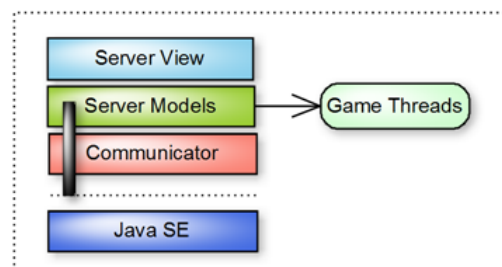 Server View
Server Models
Game Threads
Communicator
Java SE